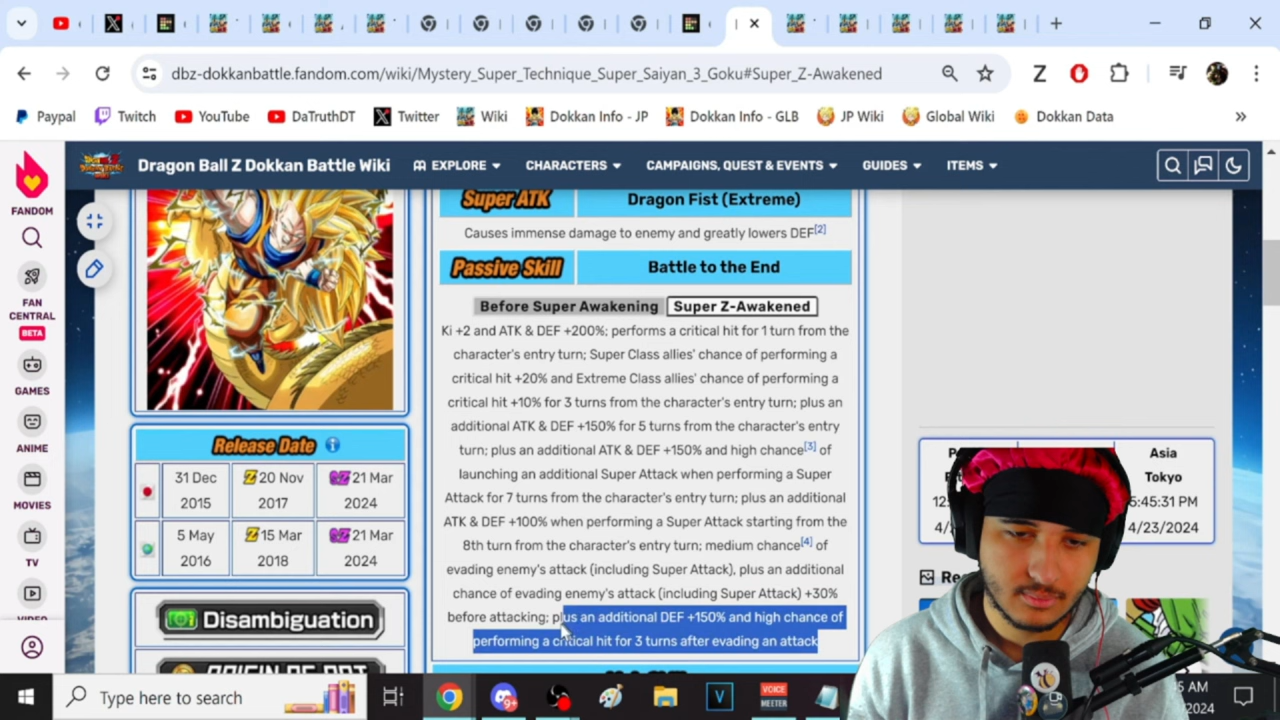 dbz-dokkanbattle.fandom.com/wiki/Mystery_Super_Technique_Super_Saiyan_3_Goku#Super_Z-Awakened
Paypal Twitch YouTube DaTruthDT Twitter Wiki Dokkan Info - JP Dokkan Info - GLB JP Wiki Global Wiki Dokkan Data
Dragon Ball Z Dokkan Battle Wiki EXPLORE CHARACTERS CAMPAIGNS, QUEST & EVENTS GUIDES ITEMS
FANDOM
FAN
CENTRAL
BETA
GAMES
ANIME
MOVIES
TV
Super ATK Dragon Fist (Extreme)
Causes immense damage to enemy and greatly lowers DEF[2]
Passive Skill Battle to the End
Before Super Awakening Super Z-Awakened
Ki +2 and ATK & DEF +200%; performs a critical hit for 1 turn from the
character's entry turn; Super Class allies' chance of performing a
critical hit +20% and Extreme Class allies' chance of performing a
critical hit +10% for 3 turns from the character's entry turn; plus an
additional ATK & DEF +150% for 5 turns from the character's entry
turn; plus an additional ATK & DEF +150% and high chance[3] of
launching an additional Super Attack when performing a Super
Attack for 7 turns from the character's entry turn; plus an additional
ATK & DEF +100% when performing a Super Attack starting from the
8th turn from the character's entry turn; medium chance[4] of
evading enemy's attack (including Super Attack), plus an additional
chance of evading enemy's attack (including Super Attack) +30%
before attacking; plus an additional DEF +150% and high chance of
performing a critical hit for 3 turns after evading an attack
Release Date
31 Dec
2015
20 Nov
2017
21 Mar
2024
5 May
2016
15 Mar
2018
21 Mar
2024
Disambiguation
Asia
Tokyo
5:45:31 PM
4/23/2024
Type here to search
9+
VOICE
MEETER